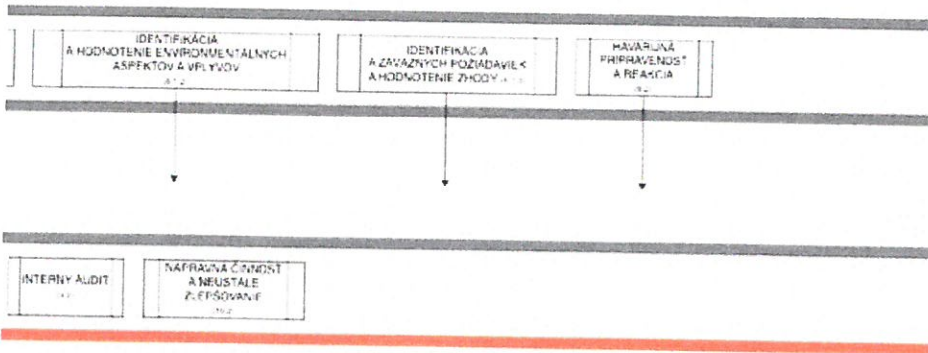 IDENTIFIKÁCIA
A HODNOTENIE ENVIRONMENTÁLNYCH
ASPEKTOV A VPLYVOV
IDENTIFIKÁCIA
A ZÁVÄZNÝCH POŽIADAVIEK
A HODNOTENIE ZHODY
HAVARIJNÁ
PRIPRAVENOSŤ
A REAKCIA
INTERNÝ AUDIT
NÁPRAVNÁ ČINNOSŤ
A NEUSTÁLE
ZLEPŠOVANIE